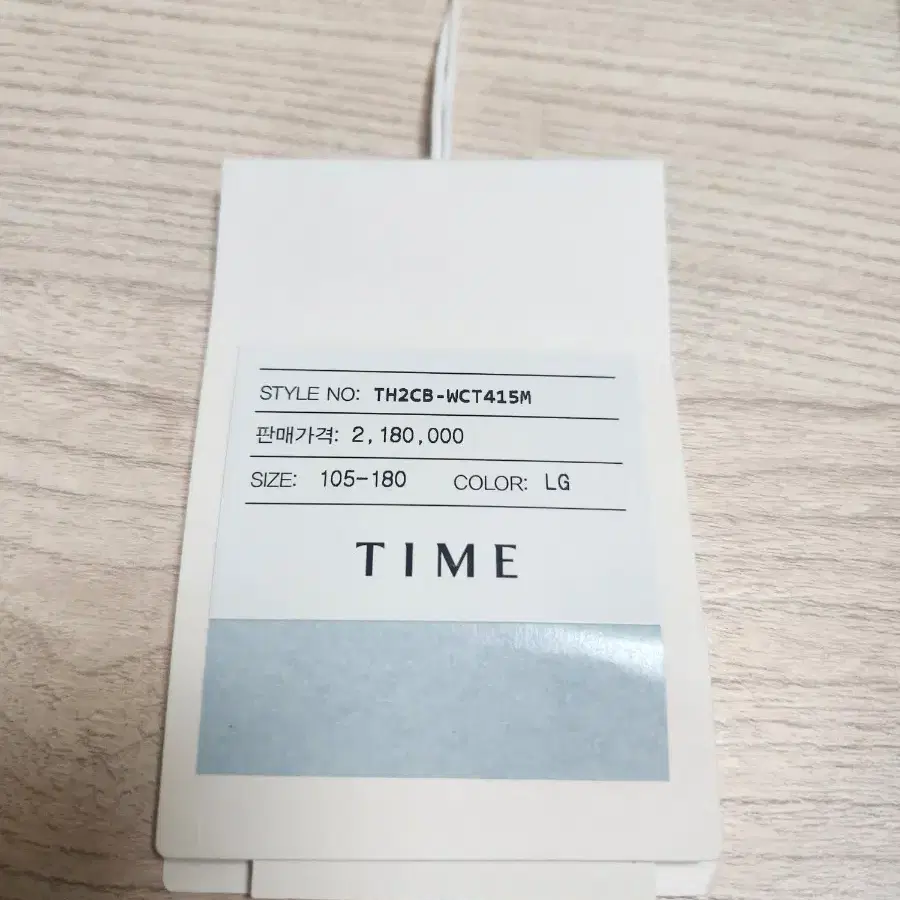 STYLE NO: TH2CB-WCT415M
판매가격: 2,180,000
SIZE: 105-180 COLOR: LG
TIME